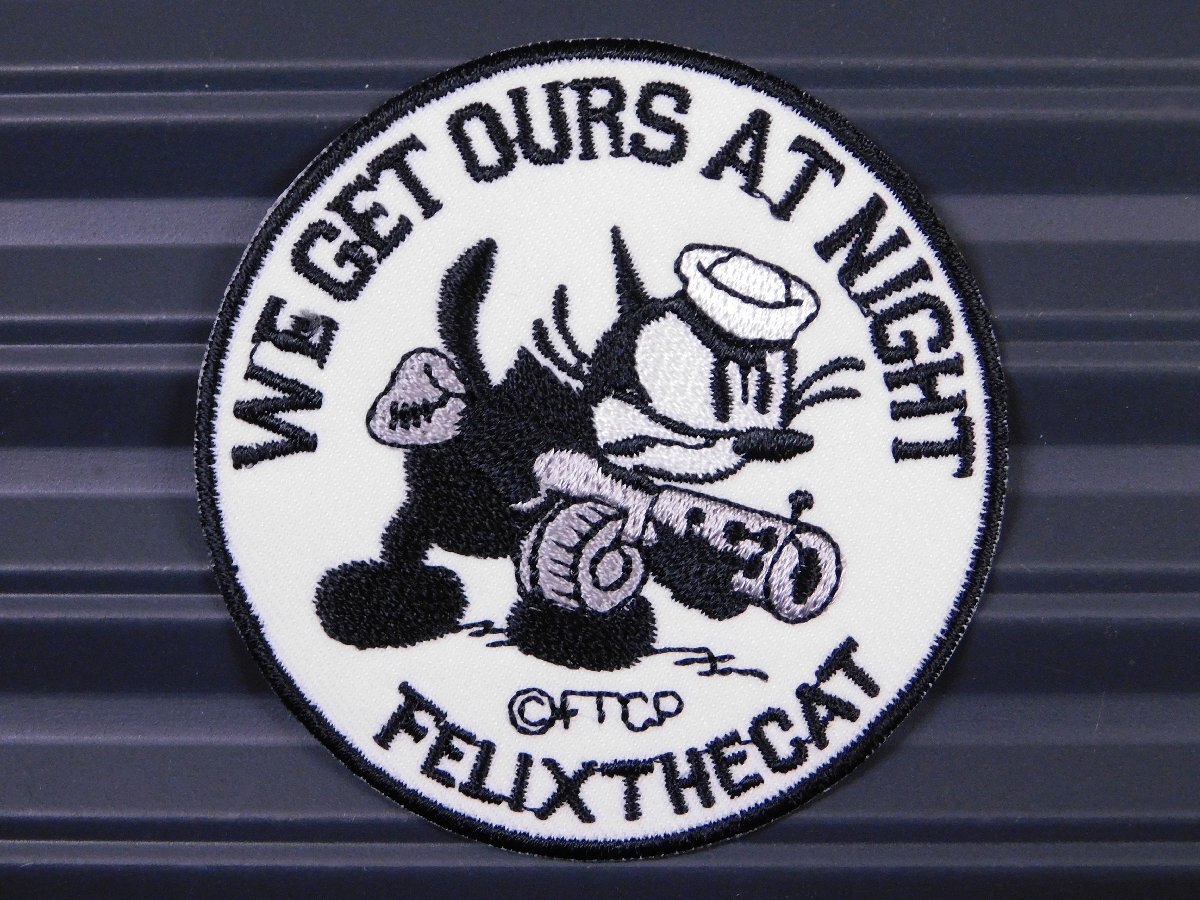 WE GET OURS AT NIGHT
©FTCP
FELIXTHECAT